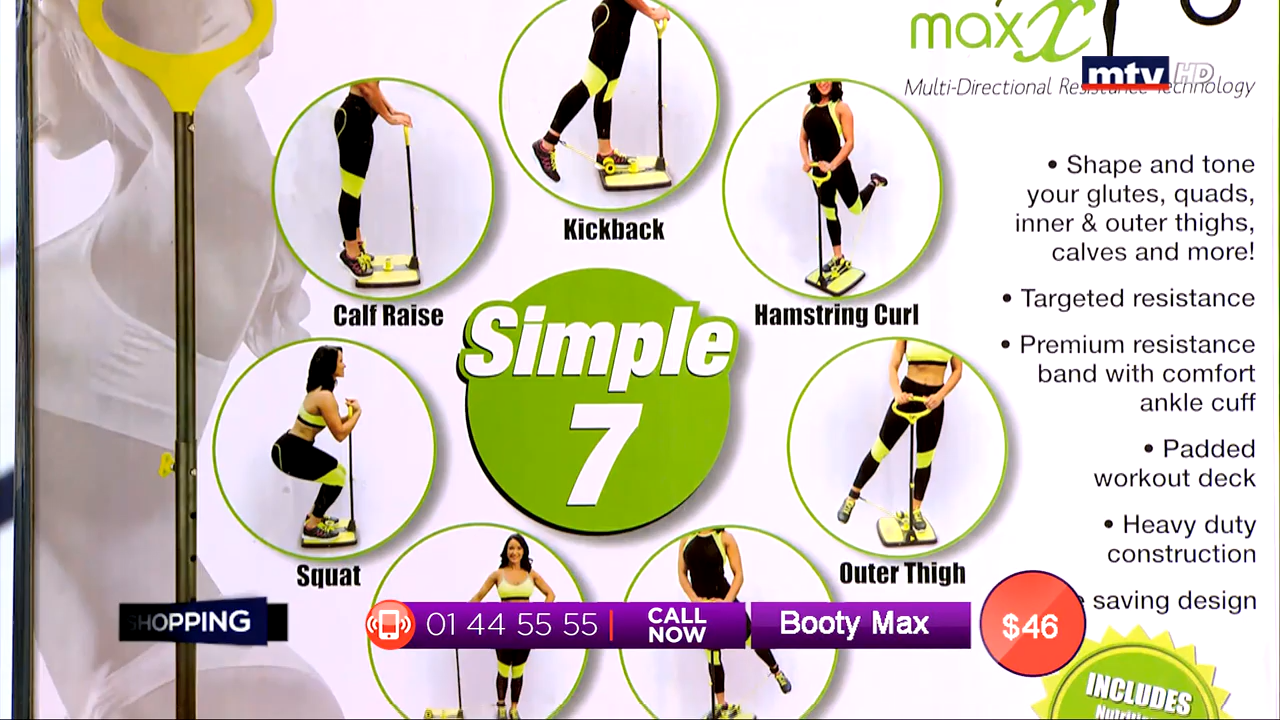 maxx
mtv HD
Multi-Directional Resistance Technology
• Shape and tone
your glutes, quads,
inner & outer thighs,
calves and more!
• Targeted resistance
• Premium resistance
band with comfort
ankle cuff
• Padded
workout deck
• Heavy duty
construction
saving design
Kickback
Calf Raise
Hamstring Curl
Simple
7
Squat
Outer Thigh
SHOPPING
01 44 55 55
CALL
NOW
Booty Max
$46
INCLUDES